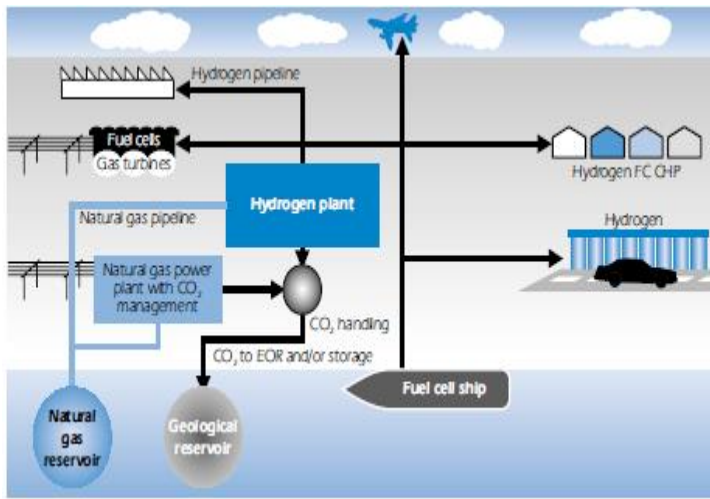 Hydrogen pipeline
Fuel cells
Gas turbines
Hydrogen FC CHP
Hydrogen plant
Natural gas pipeline
Hydrogen
Natural gas power
plant with CO₂
management
CO₂ handling
CO₂ to EOR and/or storage
Fuel cell ship
Natural
gas
reservoir
Geological
reservoir